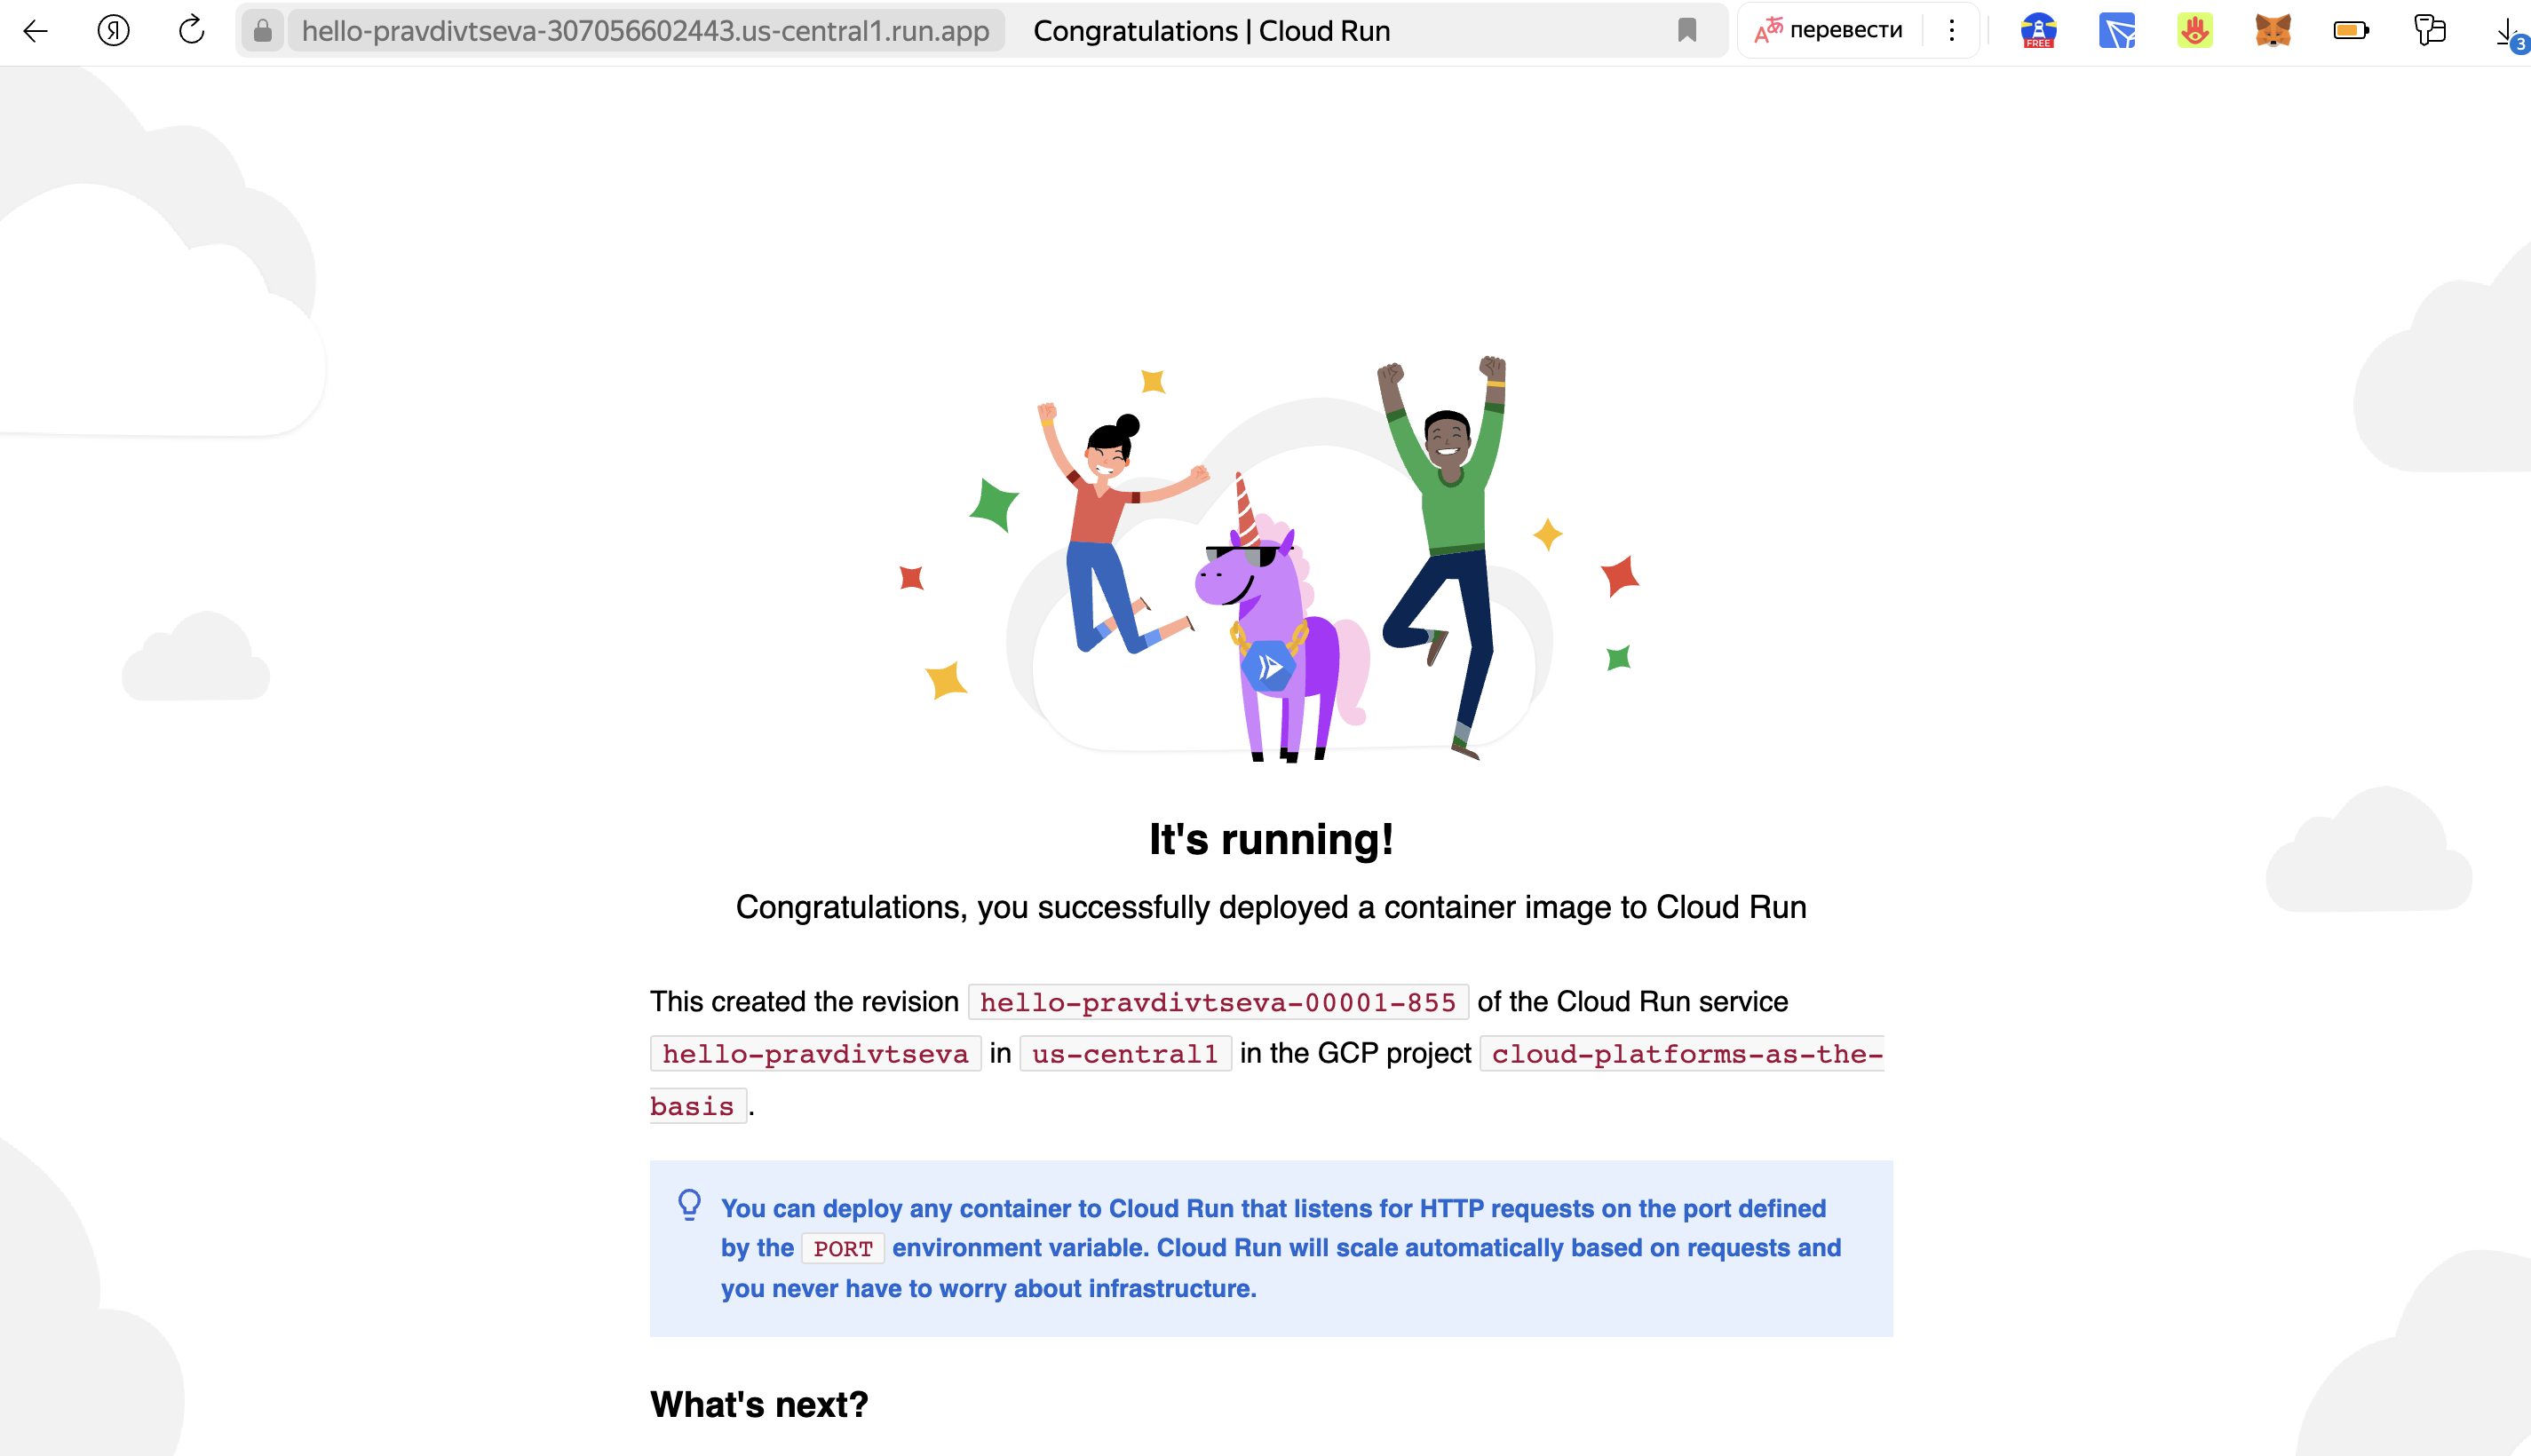 Я hello-pravdivtseva-307056602443.us-central1.run.app Congratulations | Cloud Run Aあ перевести FREE 3
It's running!
Congratulations, you successfully deployed a container image to Cloud Run
This created the revision hello-pravdivtseva-00001-855 of the Cloud Run service
hello-pravdivtseva in us-central1 in the GCP project cloud-platforms-as-the-
basis .
You can deploy any container to Cloud Run that listens for HTTP requests on the port defined
by the PORT environment variable. Cloud Run will scale automatically based on requests and
you never have to worry about infrastructure.
What's next?